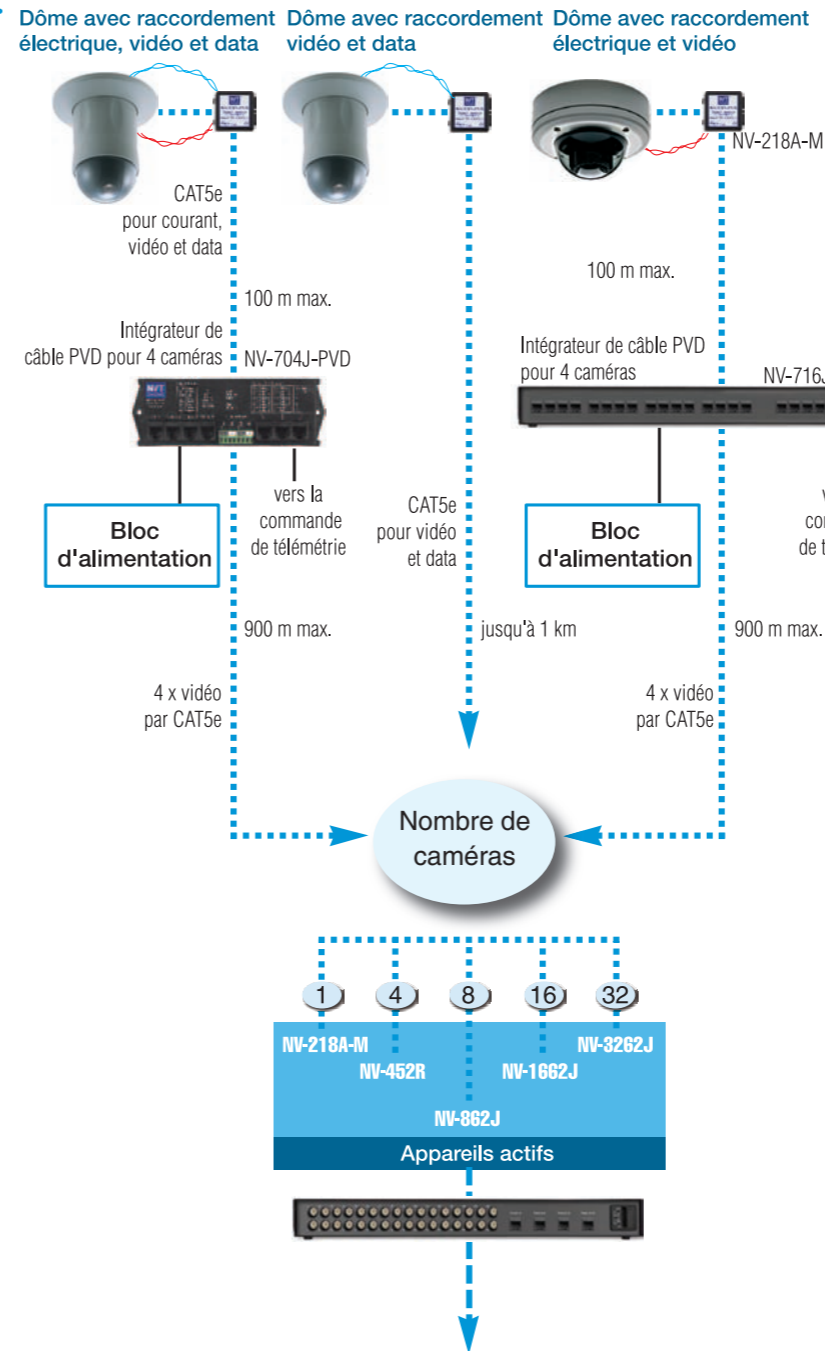 Dôme avec raccordement
électrique, vidéo et data
Dôme avec raccordement
vidéo et data
Dôme avec raccordement
électrique et vidéo
NV-218A-M
CAT5e
pour courant,
vidéo et data
100 m max.
100 m max.
Intégrateur de
câble PVD pour 4 caméras
NV-704J-PVD
Intégrateur de câble PVD
pour 4 caméras
NV-716J
NVT
Bloc
d'alimentation
vers la
commande
de télémétrie
CAT5e
pour vidéo
et data
Bloc
d'alimentation
v
com
de t
900 m max.
jusqu'à 1 km
900 m max.
4 x vidéo
par CAT5e
4 x vidéo
par CAT5e
Nombre de
caméras
1 4 8 16 32
NV-218A-M
NV-3262J
NV-452R
NV-1662J
NV-862J
Appareils actifs